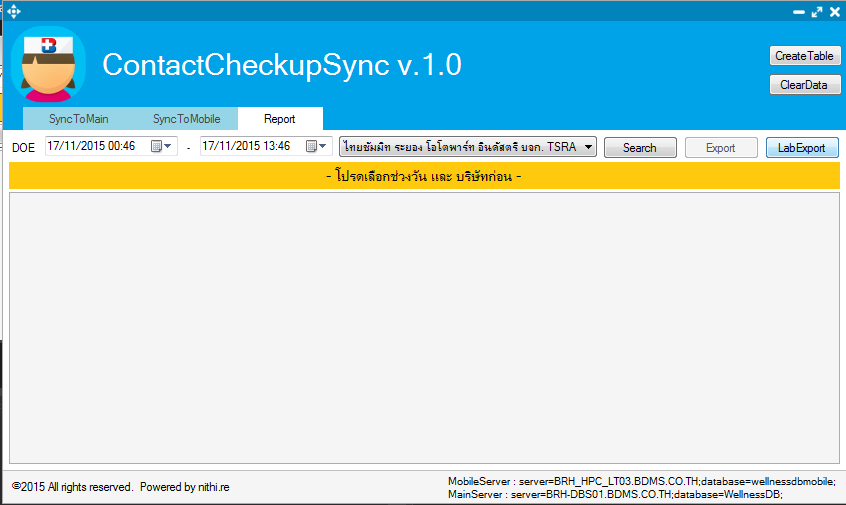 ContactCheckupSync v.1.0
CreateTable
ClearData
SyncToMain SyncToMobile Report
DOE 17/11/2015 00:46 - 17/11/2015 13:46 ไทยซัมมิท ระยอง โอโตพาร์ท อินดัสตรี บจก. TSRA Search Export LabExport
- โปรดเลือกช่วงวัน และ บริษัทก่อน -
©2015 All rights reserved. Powered by nithi.re
MobileServer : server=BRH_HPC_LT03.BDMS.CO.TH;database=wellnessdbmobile;
MainServer : server=BRH-DBS01.BDMS.CO.TH;database=WellnessDB;